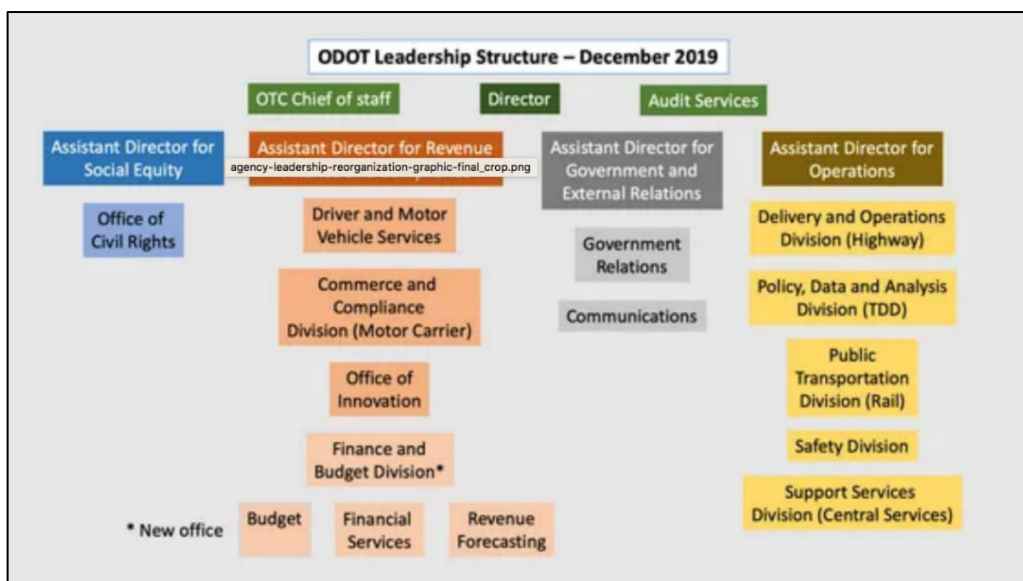 ODOT Leadership Structure – December 2019
OTC Chief of staff
Director
Audit Services
Assistant Director for
Social Equity
Office of
Civil Rights
Assistant Director for Revenue
agency-leadership-reorganization-graphic-final_crop.png
Driver and Motor
Vehicle Services
Commerce and
Compliance
Division (Motor Carrier)
Office of
Innovation
Finance and
Budget Division*
* New office
Budget
Financial
Services
Revenue
Forecasting
Assistant Director for
Government and
External Relations
Government
Relations
Communications
Assistant Director for
Operations
Delivery and Operations
Division (Highway)
Policy, Data and Analysis
Division (TDD)
Public
Transportation
Division (Rail)
Safety Division
Support Services
Division (Central Services)